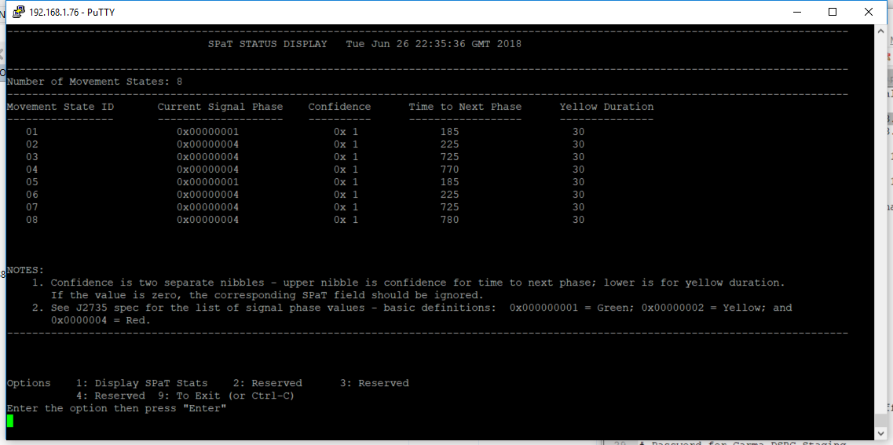 192.168.1.76 - PuTTY
SPaT STATUS DISPLAY Tue Jun 26 22:35:36 GMT 2018
Number of Movement States: 8
Movement State ID Current Signal Phase Confidence Time to Next Phase Yellow Duration
01 0x00000001 0x 1 185 30
02 0x00000004 0x 1 225 30
03 0x00000004 0x 1 725 30
04 0x00000004 0x 1 770 30
05 0x00000001 0x 1 185 30
06 0x00000004 0x 1 225 30
07 0x00000004 0x 1 725 30
08 0x00000004 0x 1 780 30
NOTES:
1. Confidence is two separate nibbles - upper nibble is confidence for time to next phase; lower is for yellow duration.
If the value is zero, the corresponding SPaT field should be ignored.
2. See J2735 spec for the list of signal phase values - basic definitions: 0x000000001 = Green; 0x00000002 = Yellow; and
0x0000004 = Red.
Options 1: Display SPaT Stats 2: Reserved 3: Reserved
4: Reserved 9: To Exit (or Ctrl-C)
Enter the option then press "Enter"